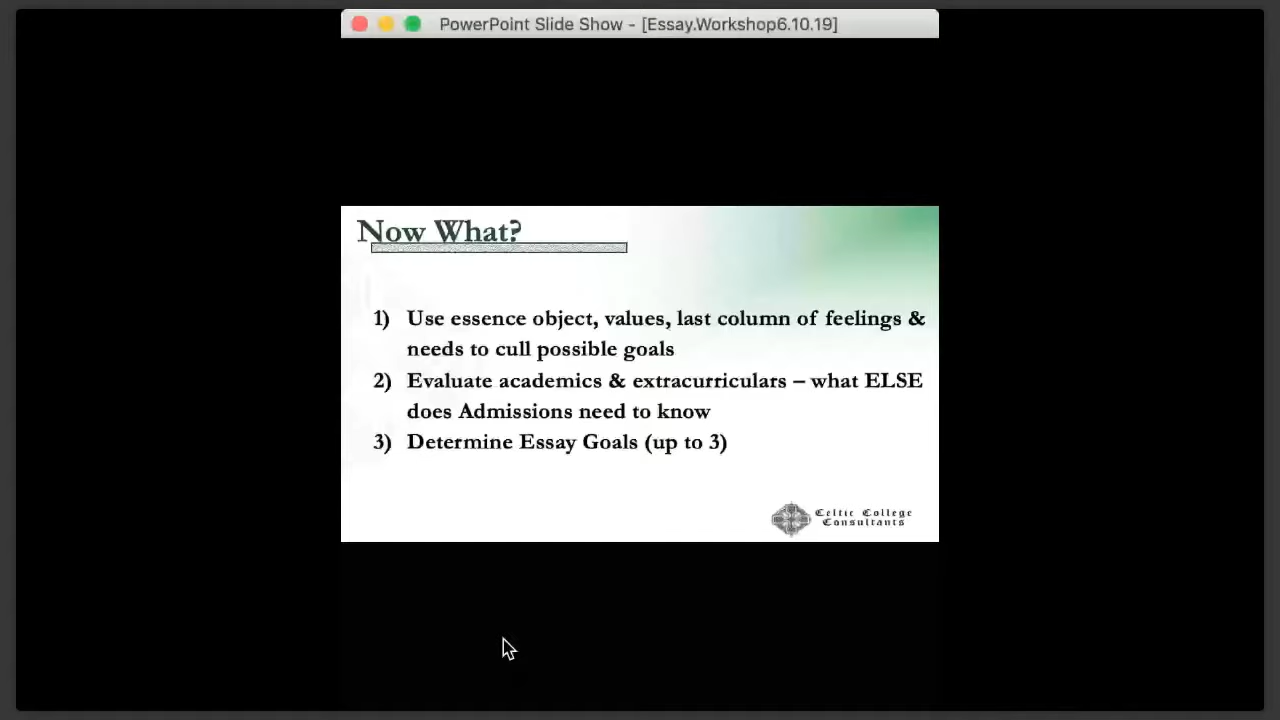 PowerPoint Slide Show - [Essay.Workshop6.10.19]
Now What?
1) Use essence object, values, last column of feelings &
needs to cull possible goals
2) Evaluate academics & extracurriculars – what ELSE
does Admissions need to know
3) Determine Essay Goals (up to 3)
Celtic College
Consultants